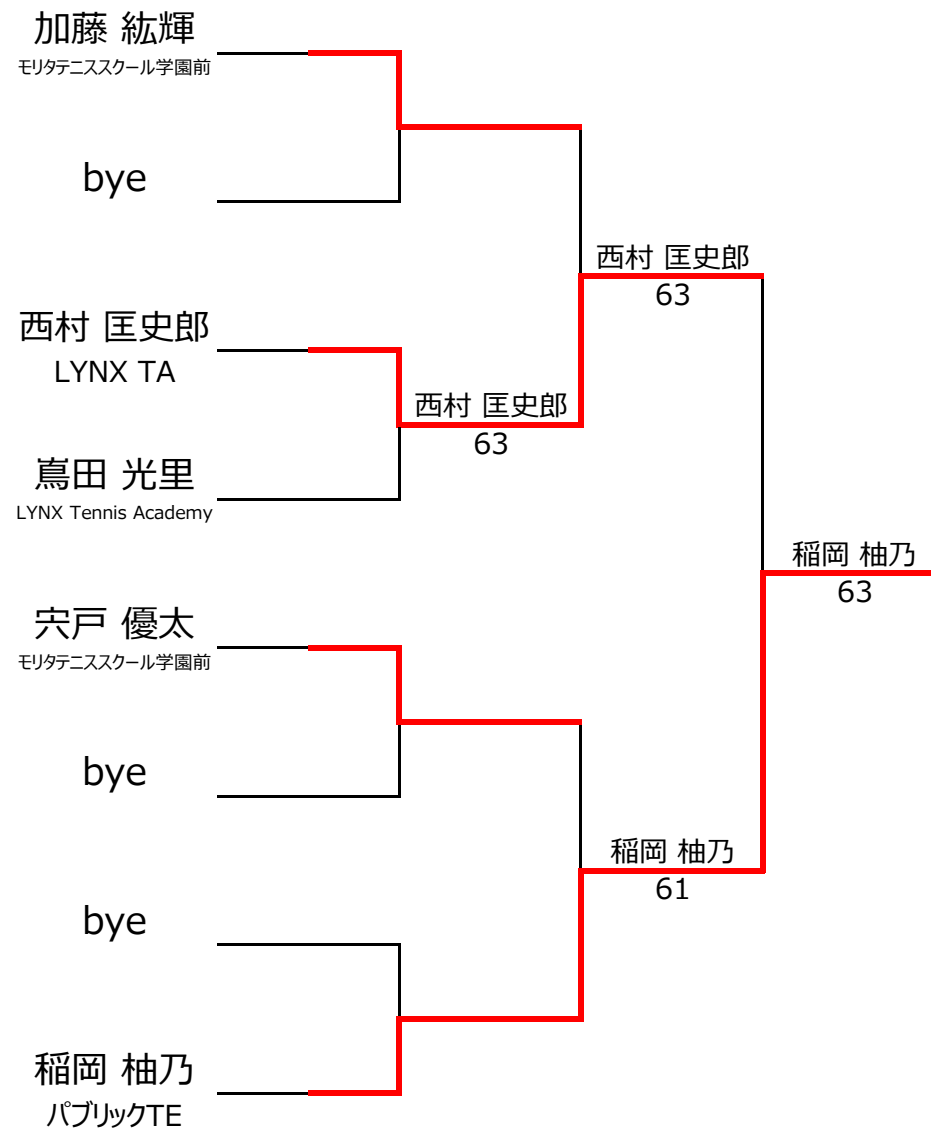 加藤 紘輝
モリタテニススクール学園前
bye
西村 匡史郎
63
西村 匡史郎
LYNX TA
西村 匡史郎
63
嶌田 光里
LYNX Tennis Academy
稲岡 柚乃
63
宍戸 優太
モリタテニススクール学園前
bye
稲岡 柚乃
61
bye
稲岡 柚乃
パブリックTE